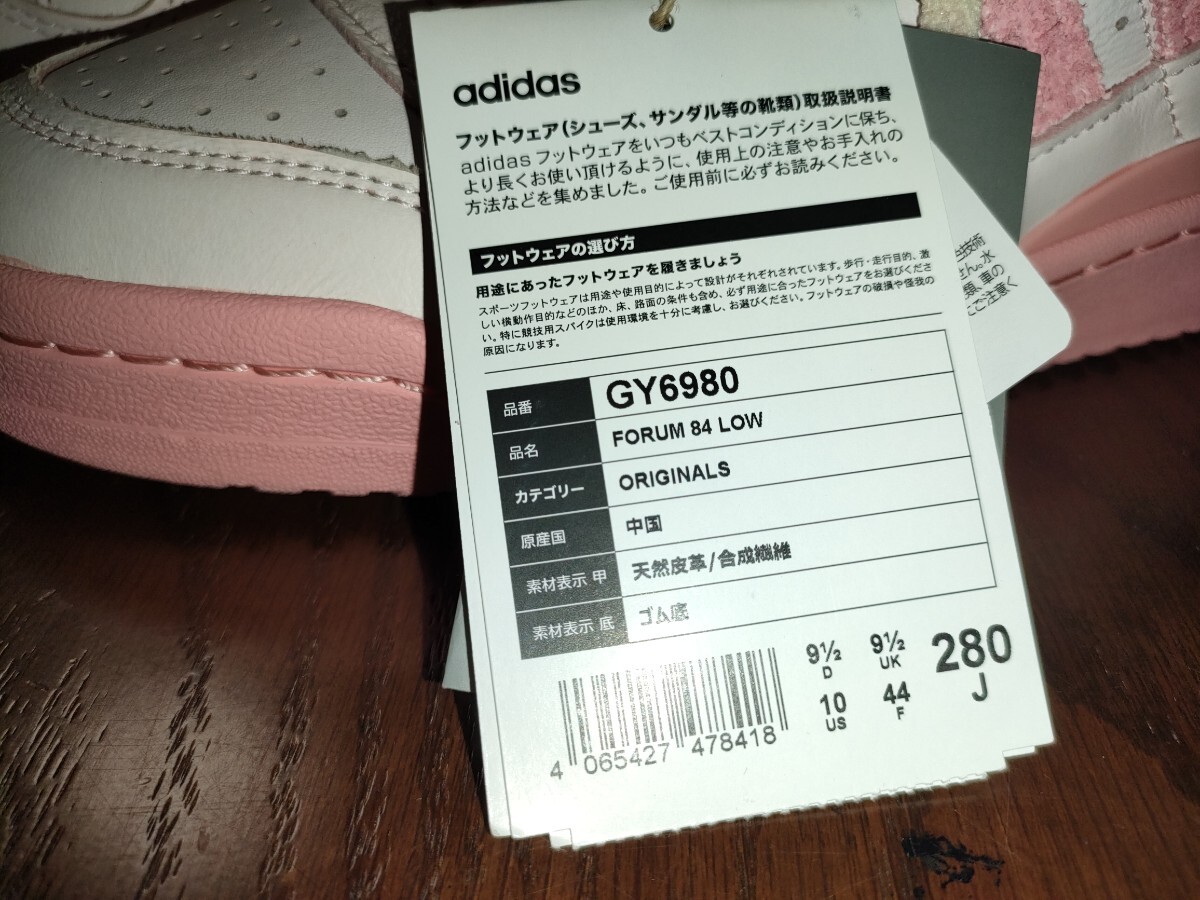 adidas
フットウェア(シューズ、サンダル等の靴類)取扱説明書
adidas フットウェアをいつもベストコンディションに保ち、
より長くお使い頂けるように、使用上の注意やお手入れの
方法などを集めました。ご使用前に必ずお読みください。
フットウェアの選び方
用途にあったフットウェアを履きましょう
スポーツフットウェアは用途や使用目的によって設計がそれぞれされています。歩行・走行目的、激
しい横動作目的などのほか、床、路面の条件も含め、必ず用途に合ったフットウェアをお選びくださ
い。特に競技用スパイクは使用環境を十分に考慮し、お選びください。フットウェアの破損や怪我の
原因になります。
品番 GY6980
品名 FORUM 84 LOW
カテゴリー ORIGINALS
原産国 中国
素材表示 甲 天然皮革/合成繊維
素材表示 底 ゴム底
9½ 9½ 280
D UK J
10 44
US F
4 065427 478418
技術
せん。水
類、車の
ご注意く